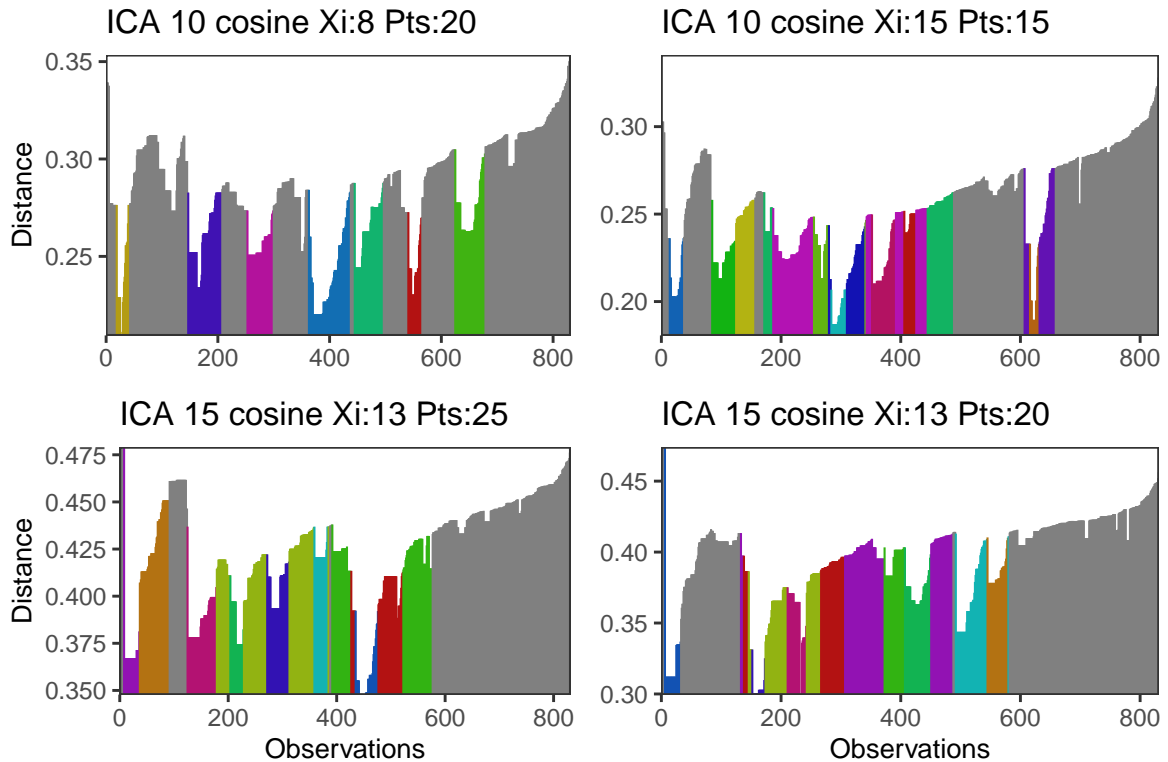 ICA 10 cosine Xi:8 Pts:20
0.35
0.30
0.25
Distance
0 200 400 600 800
ICA 10 cosine Xi:15 Pts:15
0.30
0.25
0.20
0 200 400 600 800
ICA 15 cosine Xi:13 Pts:25
0.475
0.450
0.425
0.400
0.375
0.350
Distance
0 200 400 600 800
Observations
ICA 15 cosine Xi:13 Pts:20
0.45
0.40
0.35
0.30
0 200 400 600 800
Observations